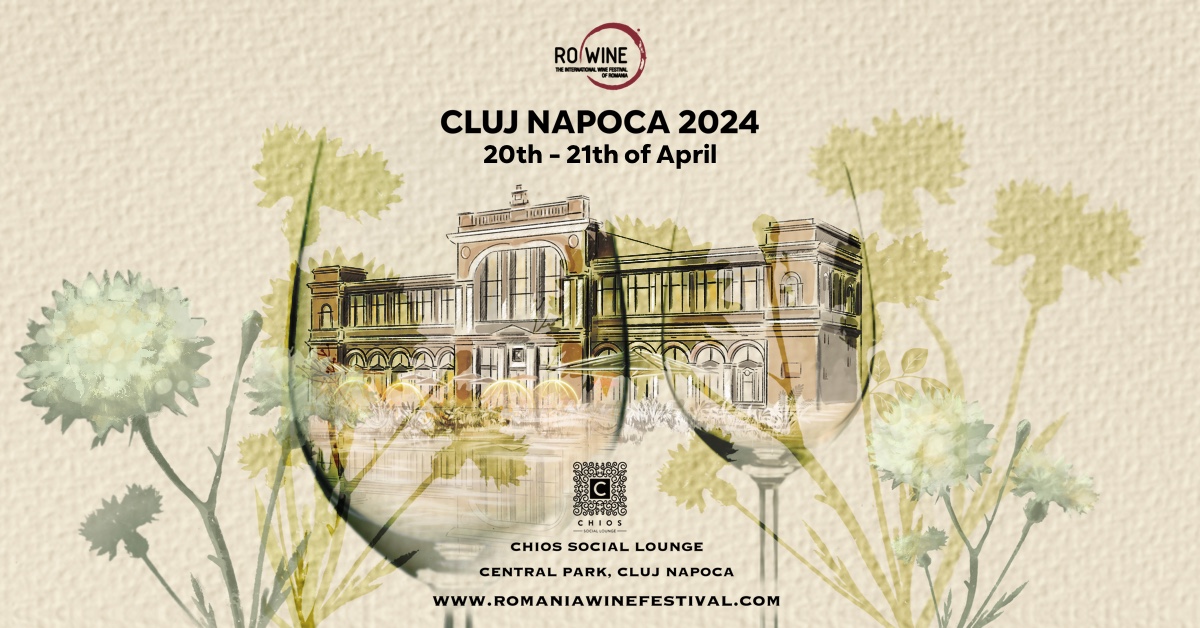 RO WINE
THE INTERNATIONAL WINE FESTIVAL
OF ROMANIA
CLUJ NAPOCA 2024
20th - 21th of April
C
CHIOS
SOCIAL LOUNGE
CHIOS SOCIAL LOUNGE
CENTRAL PARK, CLUJ NAPOCA
WWW.ROMANIAWINEFESTIVAL.COM